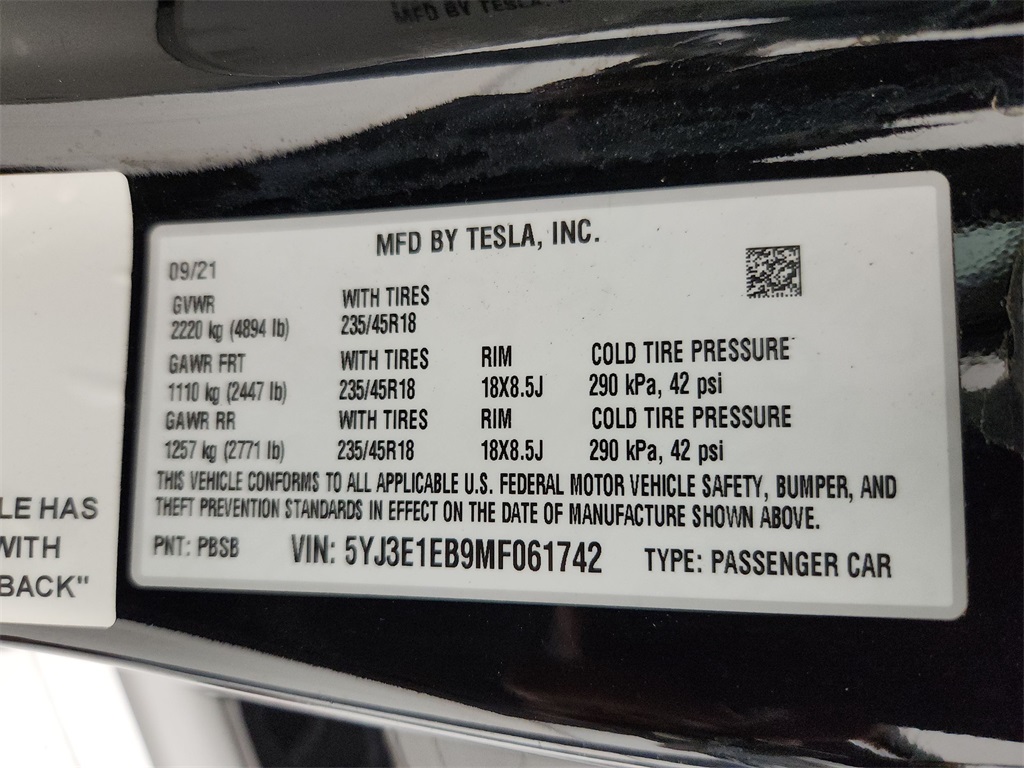 MFD BY TESLA, INC.
09/21
GVWR WITH TIRES
2220 kg (4894 lb) 235/45R18
GAWR FRT WITH TIRES RIM COLD TIRE PRESSURE
1110 kg (2447 lb) 235/45R18 18X8.5J 290 kPa, 42 psi
GAWR RR WITH TIRES RIM COLD TIRE PRESSURE
1257 kg (2771 lb) 235/45R18 18X8.5J 290 kPa, 42 psi
THIS VEHICLE CONFORMS TO ALL APPLICABLE U.S. FEDERAL MOTOR VEHICLE SAFETY, BUMPER, AND
THEFT PREVENTION STANDARDS IN EFFECT ON THE DATE OF MANUFACTURE SHOWN ABOVE.
PNT: PBSB VIN: 5YJ3E1EB9MF061742 TYPE: PASSENGER CAR
LE HAS
WITH
BACK"